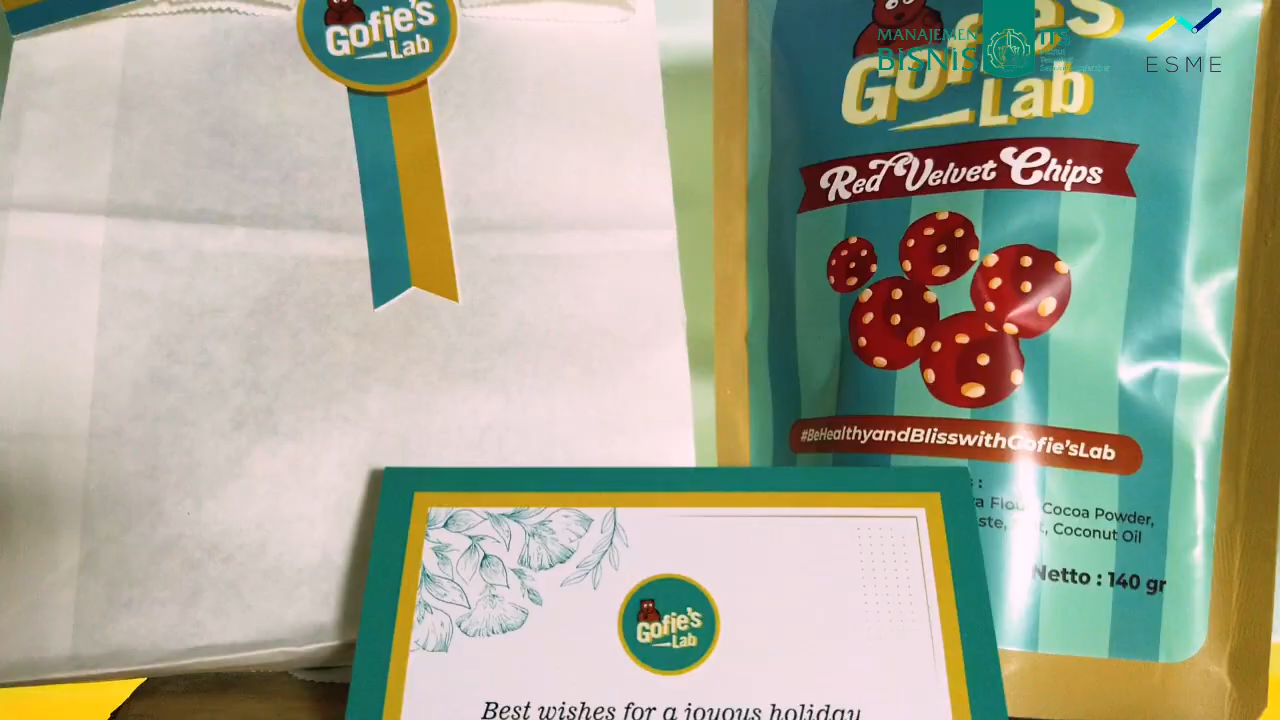 Gofie's
Lab
Gofie's
Lab
MANAJEMEN
BISNIS
ITS
ESME
Red Velvet Chips
#BeHealthyandBlisswithGofie'sLab
Cocoa Powder,
Coconut Oil
Netto : 140 gr
Gofie's
Lab
Best wishes for a joyous holiday